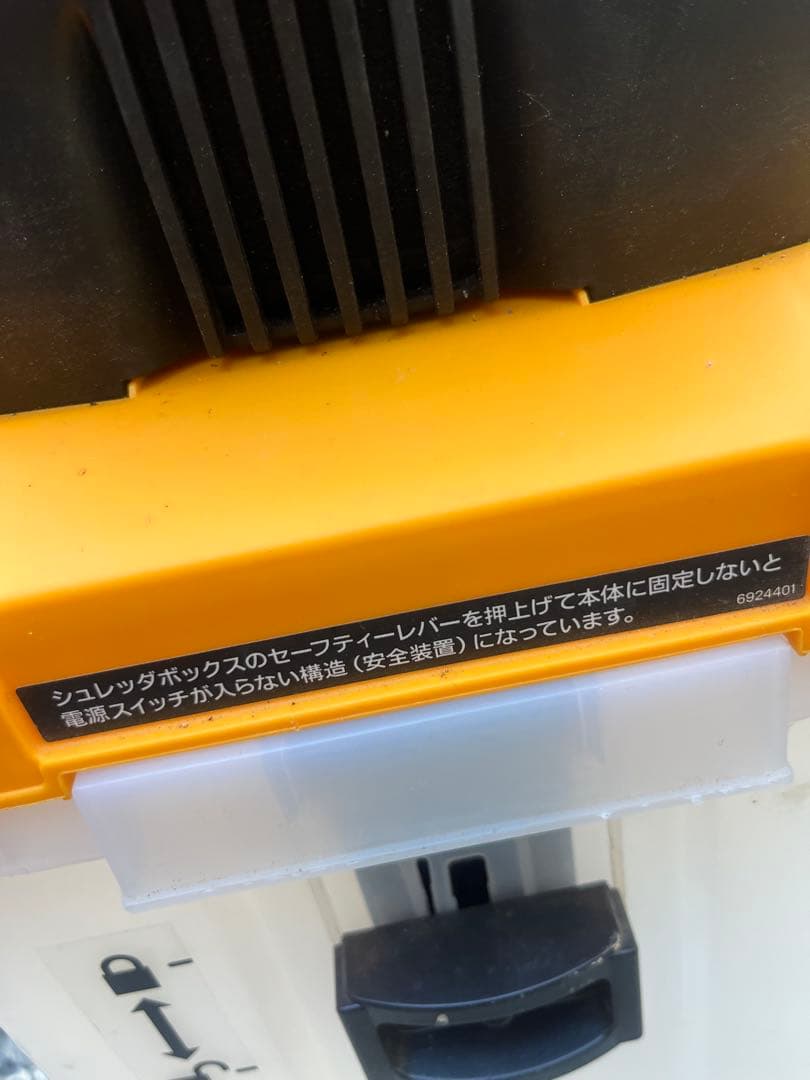 シュレッダボックスのセーフティーレバーを押上げて本体に固定しないと
電源スイッチが入らない構造（安全装置）になっています。
6924401